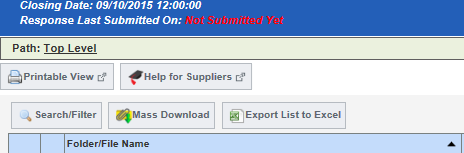 Closing Date: 09/10/2015 12:00:00
Response Last Submitted On: Not Submitted Yet
Path: Top Level
Printable View Help for Suppliers
Search/Filter Mass Download Export List to Excel
Folder/File Name